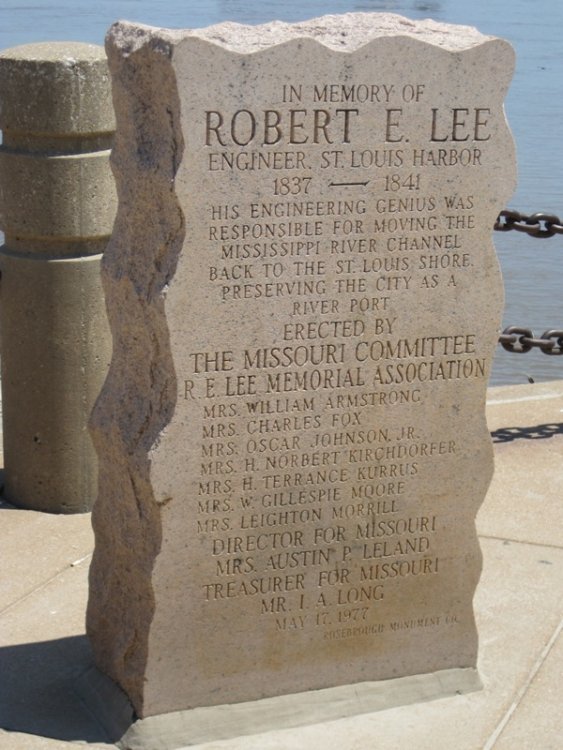 IN MEMORY OF
ROBERT E. LEE
ENGINEER, ST. LOUIS HARBOR
1837 — 1841
HIS ENGINEERING GENIUS WAS
RESPONSIBLE FOR MOVING THE
MISSISSIPPI RIVER CHANNEL
BACK TO THE ST. LOUIS SHORE,
PRESERVING THE CITY AS A
RIVER PORT
ERECTED BY
THE MISSOURI COMMITTEE
R. E. LEE MEMORIAL ASSOCIATION
MRS. WILLIAM ARMSTRONG
MRS. CHARLES FOX
MRS. OSCAR JOHNSON, JR.
MRS. H. NORBERT KIRCHDORFER
MRS. H. TERRANCE KURRUS
MRS. W. GILLESPIE MOORE
MRS. LEIGHTON MORRILL
DIRECTOR FOR MISSOURI
MRS. AUSTIN P. LELAND
TREASURER FOR MISSOURI
MR. I. A. LONG
MAY 17, 1977
ROSEBROUGH MONUMENT CO.